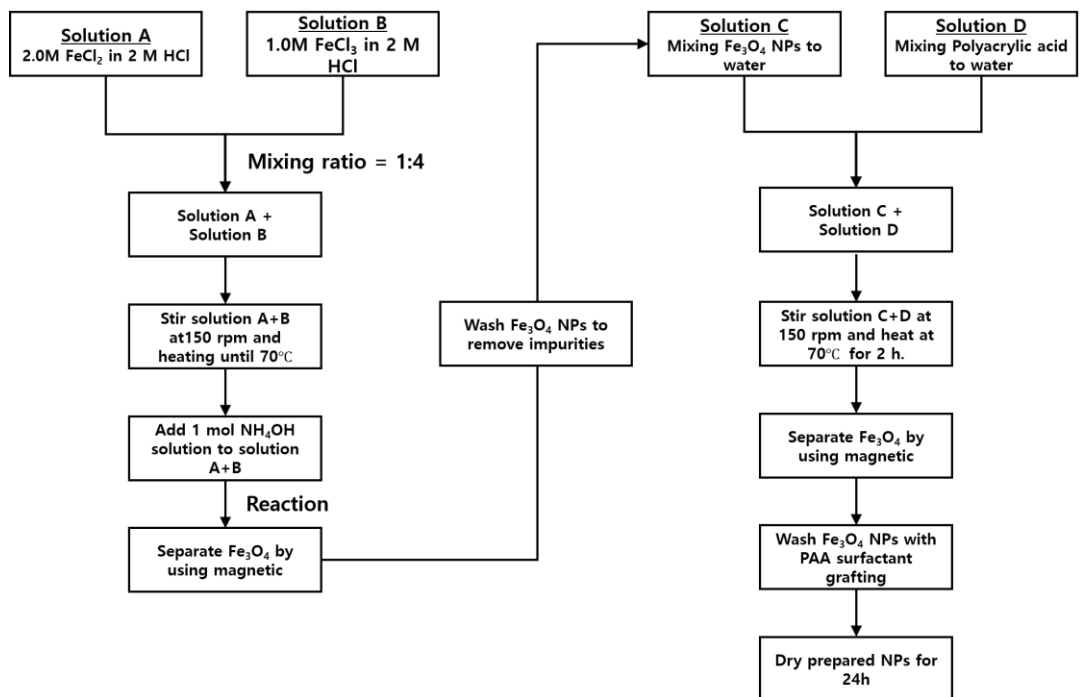 Solution A
2.0M FeCl₂ in 2 M HCl
Solution B
1.0M FeCl₃ in 2 M
HCl
Mixing ratio = 1:4
Solution A +
Solution B
Stir solution A+B
at150 rpm and
heating until 70℃
Add 1 mol NH₄OH
solution to solution
A+B
Reaction
Separate Fe₃O₄ by
using magnetic
Wash Fe₃O₄ NPs to
remove impurities
Solution C
Mixing Fe₃O₄ NPs to
water
Solution D
Mixing Polyacrylic acid
to water
Solution C +
Solution D
Stir solution C+D at
150 rpm and heat at
70℃ for 2 h.
Separate Fe₃O₄ by
using magnetic
Wash Fe₃O₄ NPs with
PAA surfactant
grafting
Dry prepared NPs for
24h